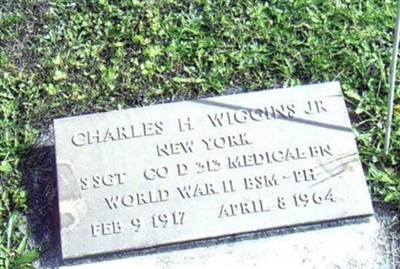 CHARLES H WIGGINS JR
NEW YORK
SSGT CO D 313 MEDICAL BN
WORLD WAR II BSM-PH
FEB 9 1917 APRIL 8 1964